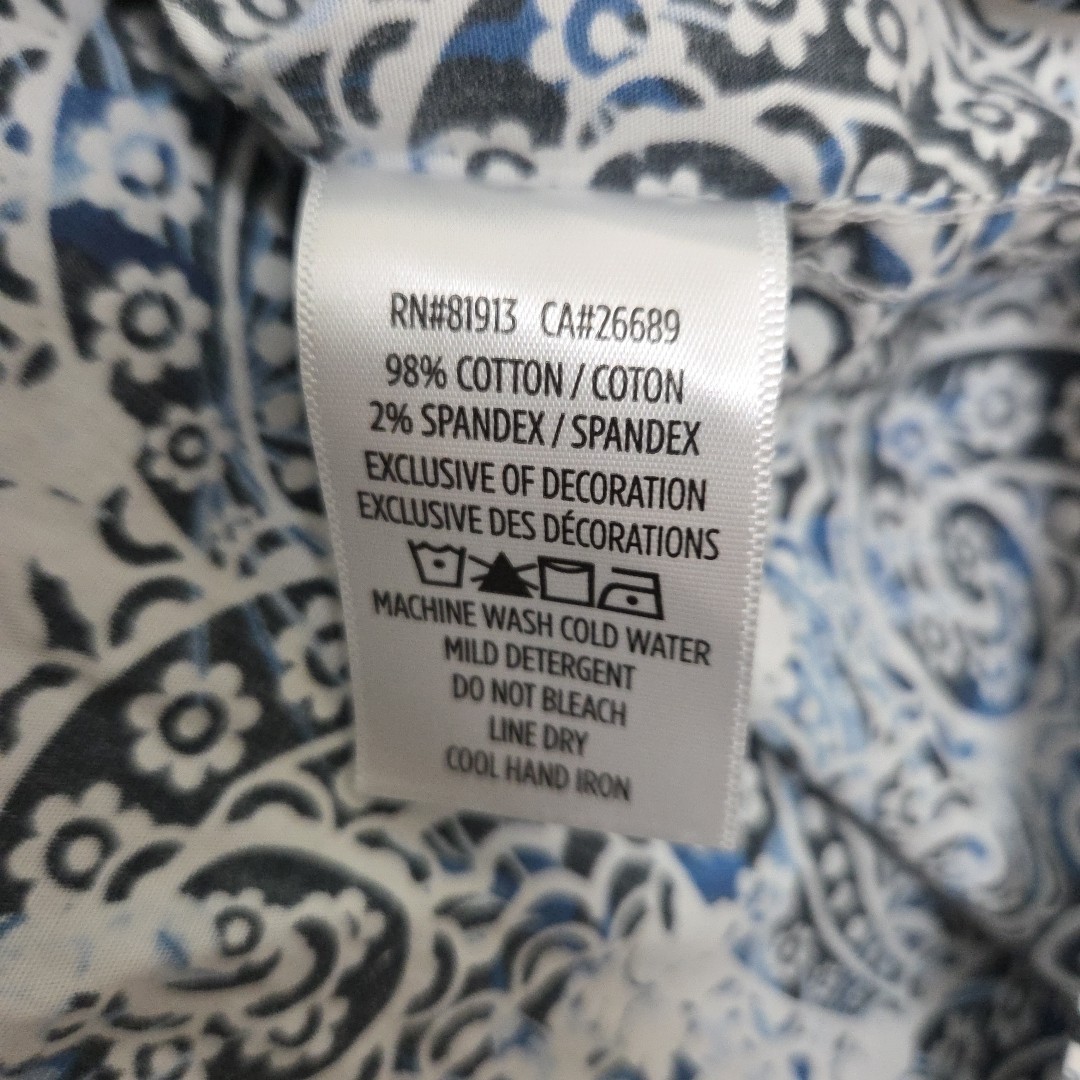 RN#81913 CA#26689
98% COTTON / COTON
2% SPANDEX / SPANDEX
EXCLUSIVE OF DECORATION
EXCLUSIVE DES DÉCORATIONS
MACHINE WASH COLD WATER
MILD DETERGENT
DO NOT BLEACH
LINE DRY
COOL HAND IRON